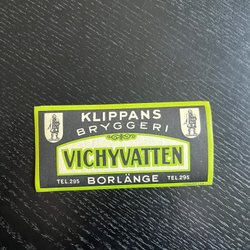 KLIPPANS
BRYGGERI
VICHYVATTEN
TEL.295 BORLÄNGE TEL.295